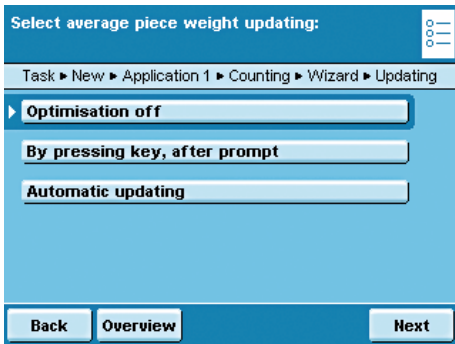 Select average piece weight updating:
Task ▸ New ▸ Application 1 ▸ Counting ▸ Wizard ▸ Updating
Optimisation off
By pressing key, after prompt
Automatic updating
Back Overview Next